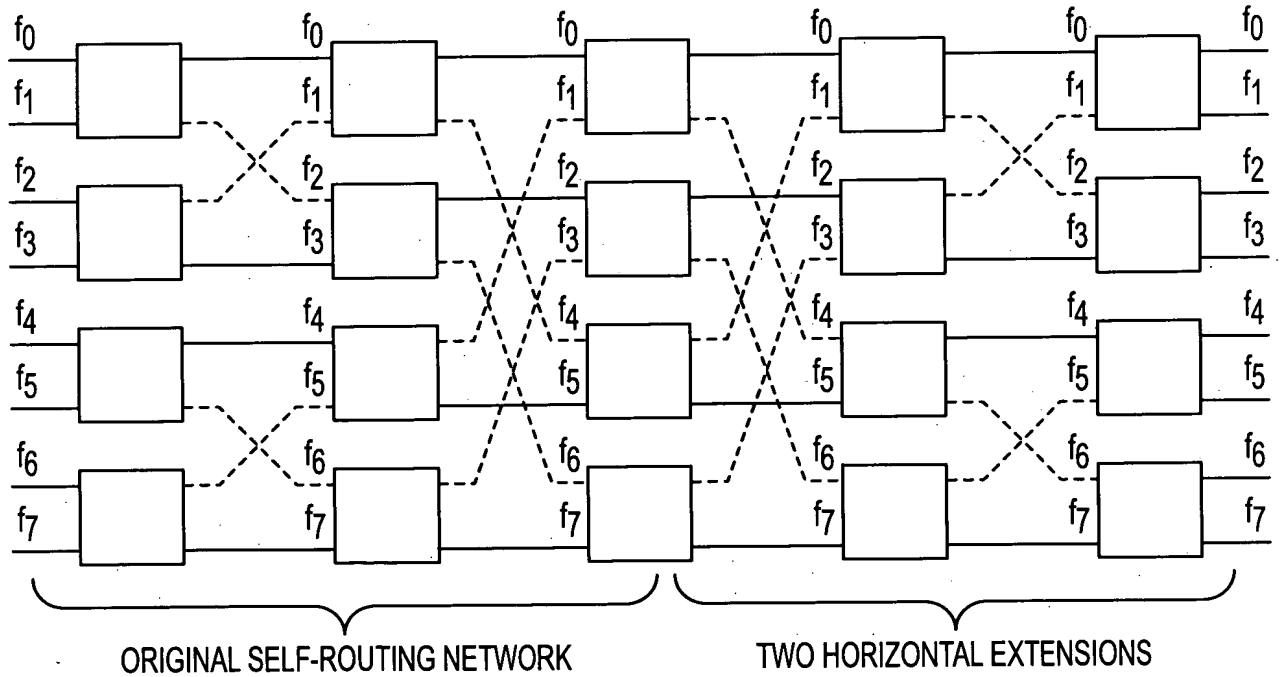 f0 f0 f0 f0 f0 f0
f1 f1 f1 f1 f1 f1
f2 f2 f2 f2 f2 f2
f3 f3 f3 f3 f3 f3
f4 f4 f4 f4 f4 f4
f5 f5 f5 f5 f5 f5
f6 f6 f6 f6 f6 f6
f7 f7 f7 f7 f7 f7
ORIGINAL SELF-ROUTING NETWORK
TWO HORIZONTAL EXTENSIONS